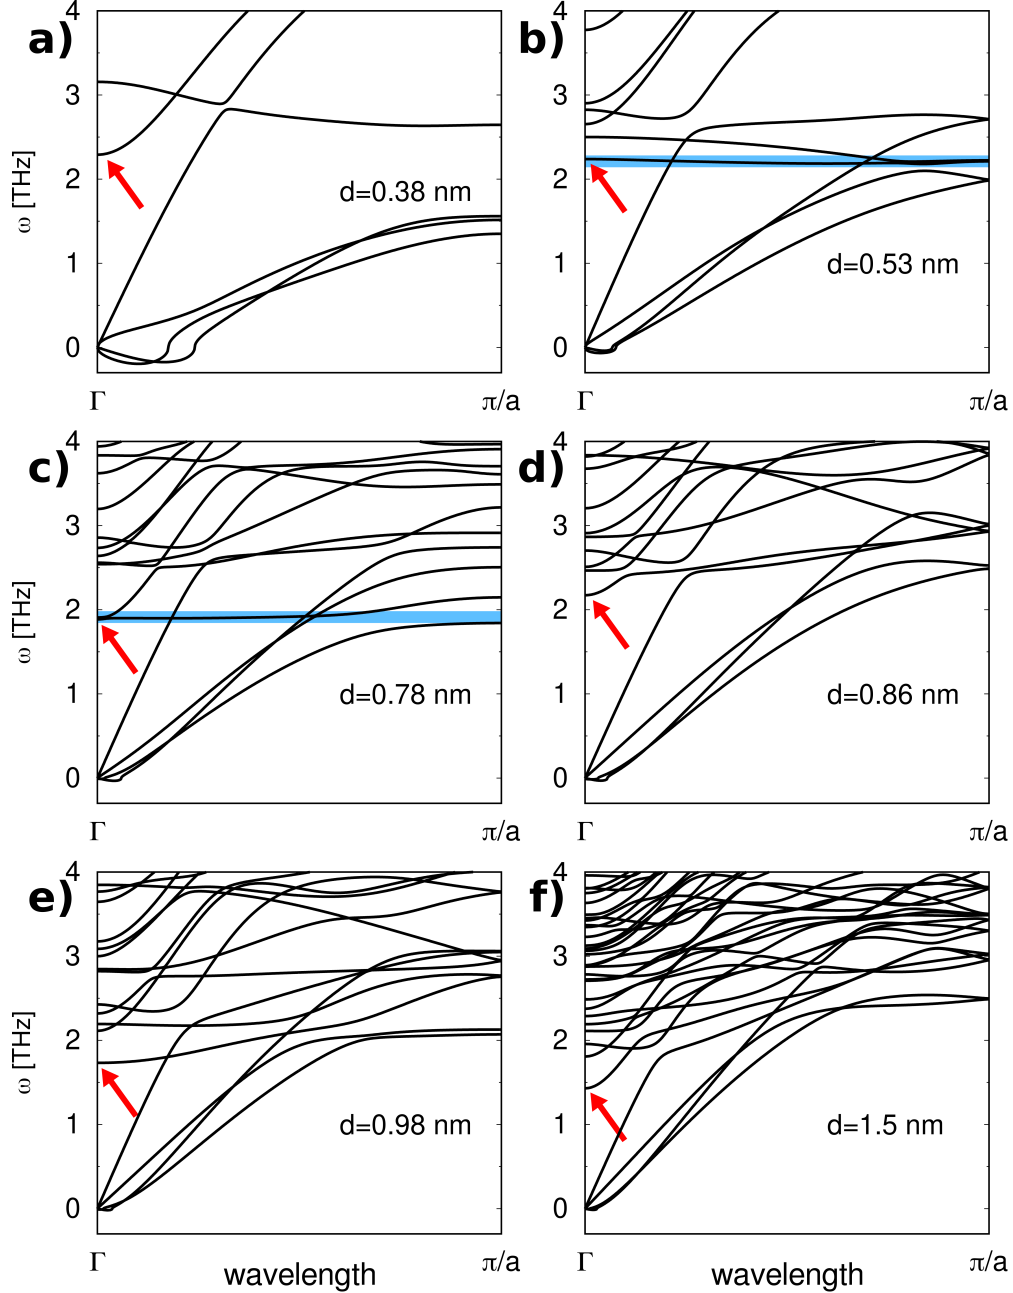 a)
4
3
2
1
0
ω [THz]
d=0.38 nm
Γ
π/a
b)
4
3
2
1
0
d=0.53 nm
Γ
π/a
c)
4
3
2
1
0
ω [THz]
d=0.78 nm
Γ
π/a
d)
4
3
2
1
0
d=0.86 nm
Γ
π/a
e)
4
3
2
1
0
ω [THz]
d=0.98 nm
Γ
π/a
wavelength
f)
4
3
2
1
0
d=1.5 nm
Γ
π/a
wavelength